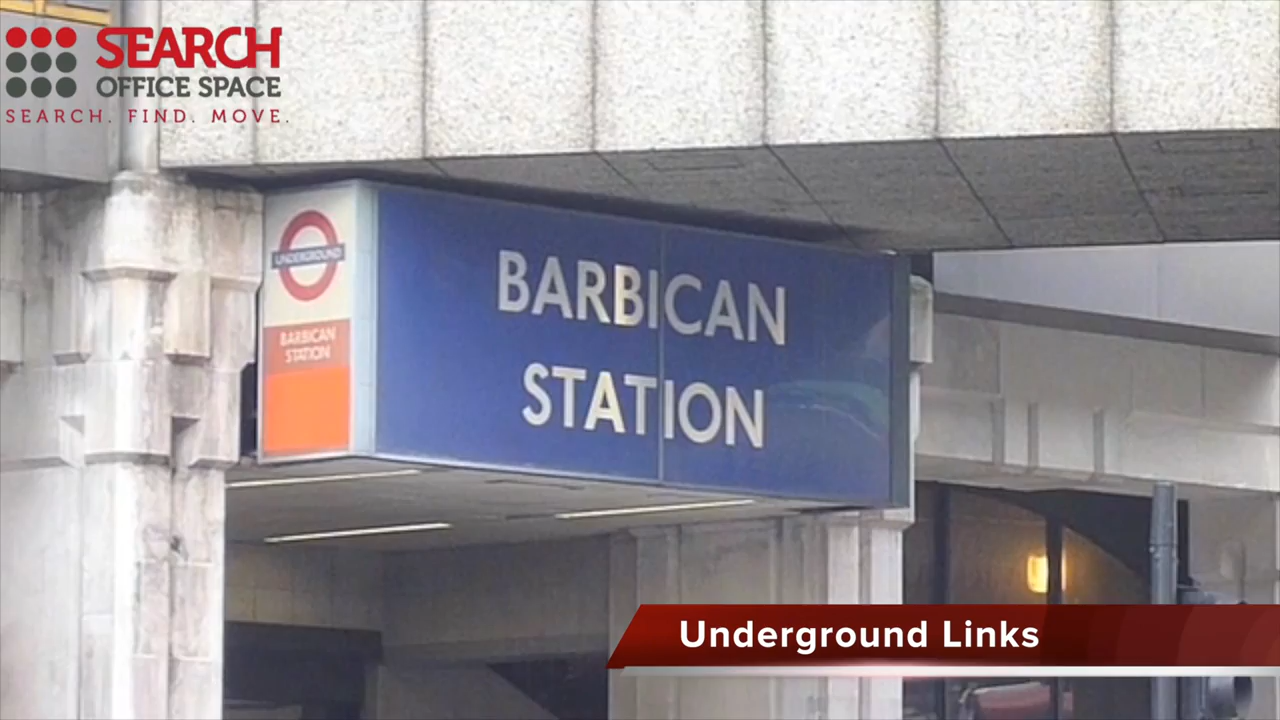 SEARCH
OFFICE SPACE
SEARCH. FIND. MOVE.
UNDERGROUND
BARBICAN
STATION
BARBICAN
STATION
Underground Links